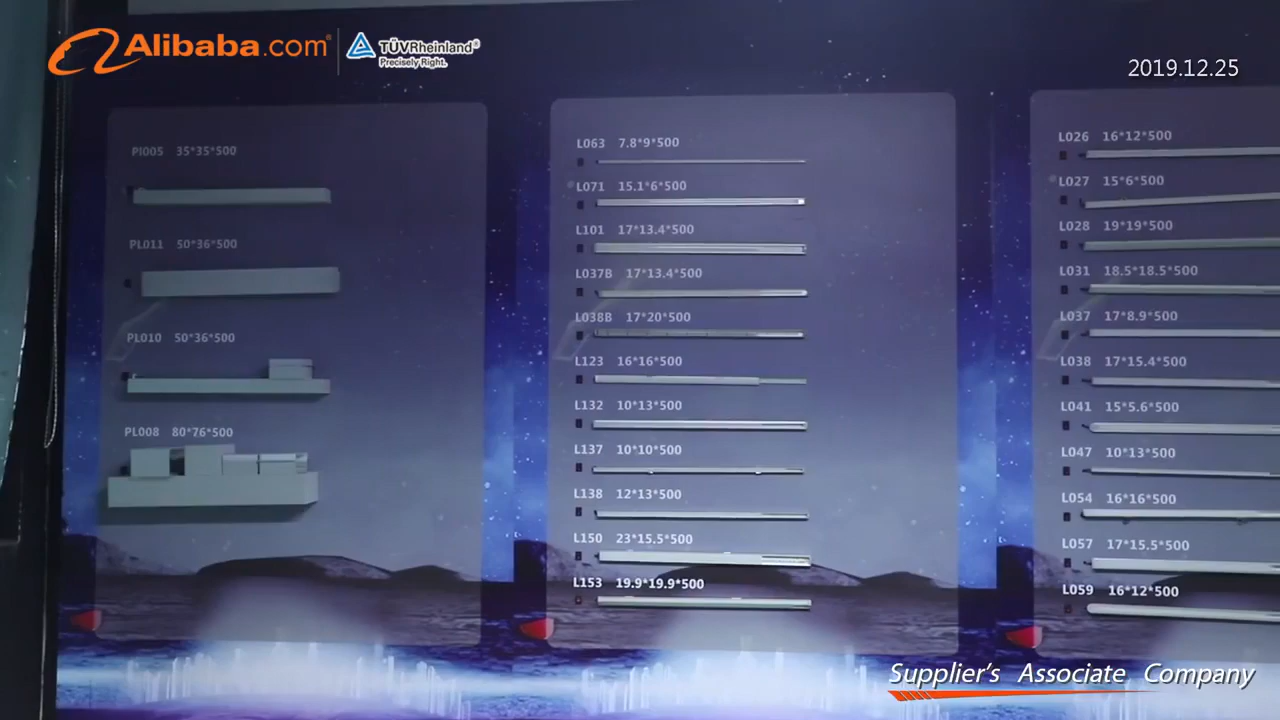 Alibaba.com
TÜVRheinland®
Precisely Right.
2019.12.25
Pl005 35*35*500
PL011 50*36*500
PL010 50*36*500
PL008 80*76*500
L063 7.8*9*500
L071 15.1*6*500
L101 17*13.4*500
L037B 17*13.4*500
L038B 17*20*500
L123 16*16*500
L132 10*13*500
L137 10*10*500
L138 12*13*500
L150 23*15.5*500
L153 19.9*19.9*500
L026 16*12*500
L027 15*6*500
L028 19*19*500
L031 18.5*18.5*500
L037 17*8.9*500
L038 17*15.4*500
L041 15*5.6*500
L047 10*13*500
L054 16*16*500
L057 17*15.5*500
L059 16*12*500
Supplier's Associate Company